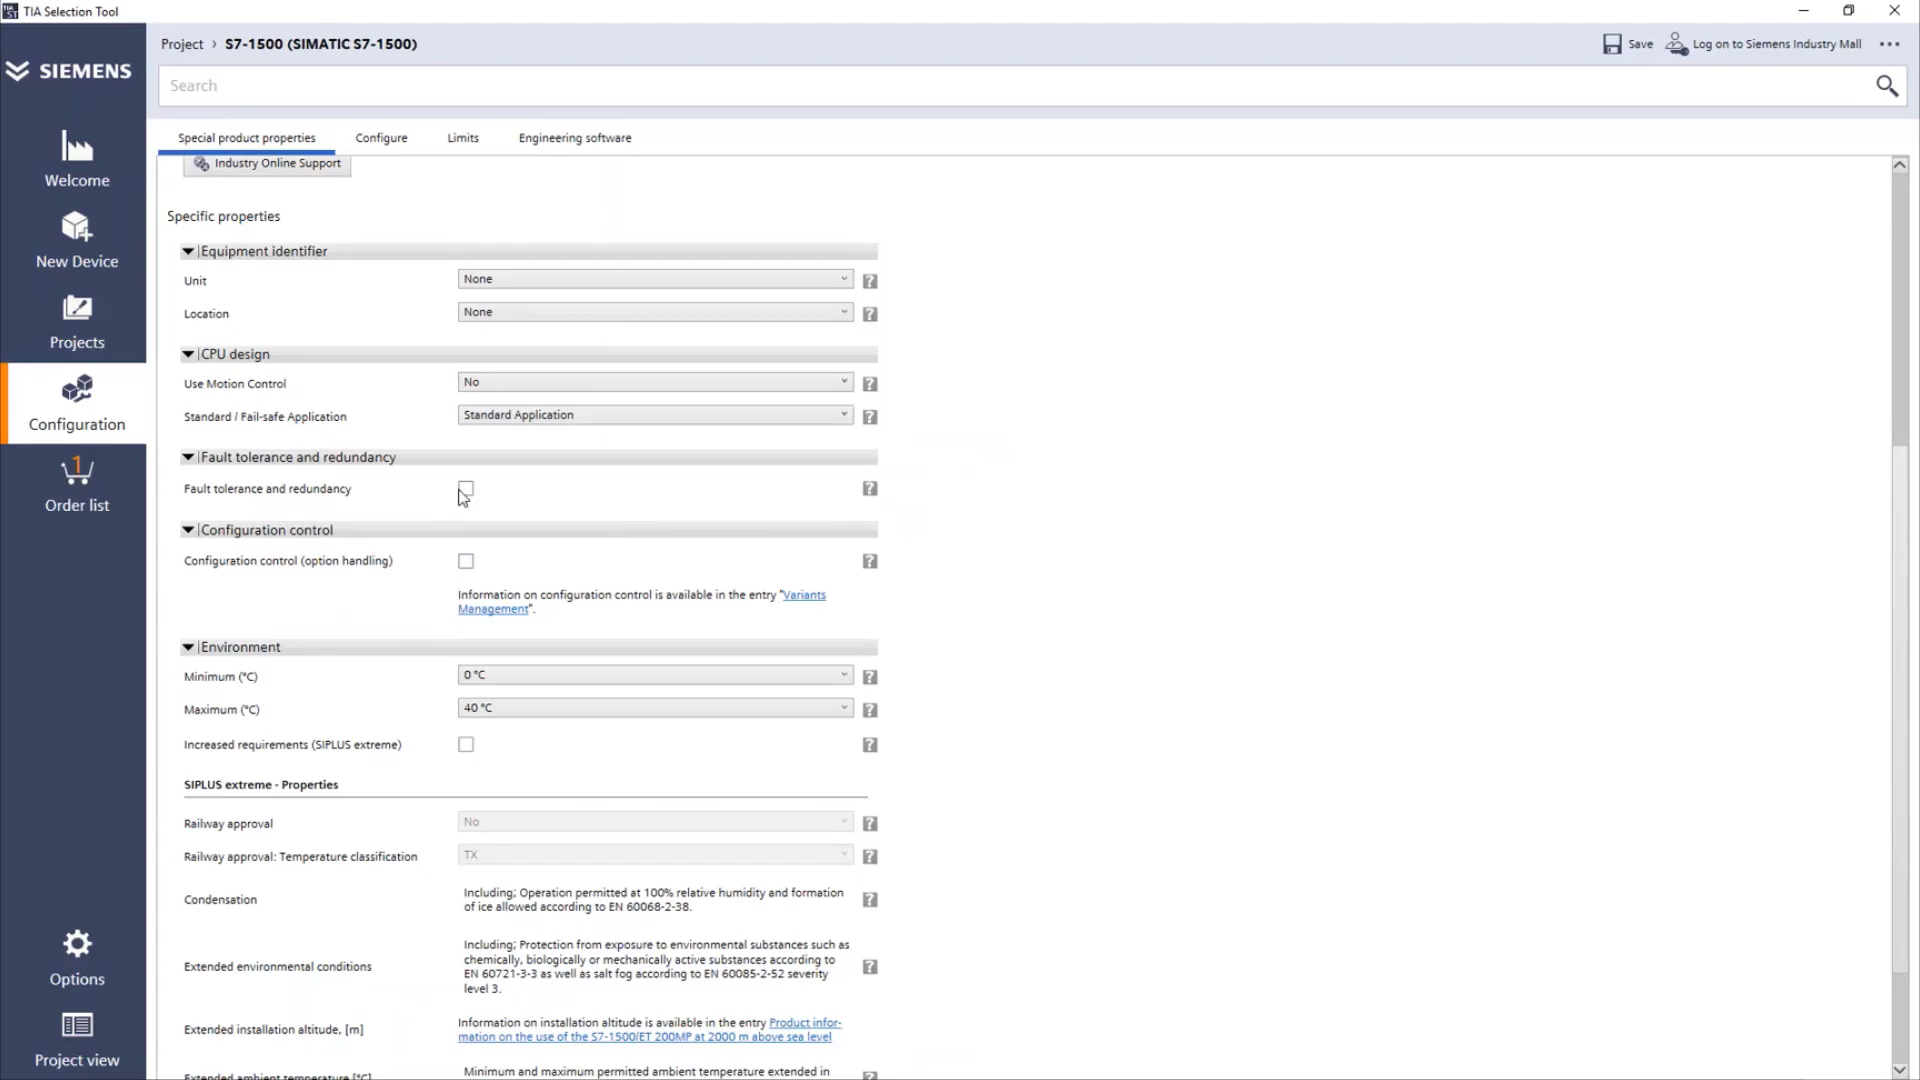 TIA Selection Tool
SIEMENS
Project › S7-1500 (SIMATIC S7-1500)
Save
Log on to Siemens Industry Mall
Search
Welcome
New Device
Projects
Configuration
1
Order list
Options
Project view
Special product properties
Configure
Limits
Engineering software
Industry Online Support
Specific properties
Equipment identifier
Unit
None
?
Location
None
?
CPU design
Use Motion Control
No
?
Standard / Fail-safe Application
Standard Application
?
Fault tolerance and redundancy
Fault tolerance and redundancy
?
Configuration control
Configuration control (option handling)
?
Information on configuration control is available in the entry "Variants
Management".
Environment
Minimum (°C)
0 °C
?
Maximum (°C)
40 °C
?
Increased requirements (SIPLUS extreme)
?
SIPLUS extreme - Properties
Railway approval
No
?
Railway approval: Temperature classification
TX
?
Condensation
Including; Operation permitted at 100% relative humidity and formation
of ice allowed according to EN 60068-2-38.
?
Extended environmental conditions
Including; Protection from exposure to environmental substances such as
chemically, biologically or mechanically active substances according to
EN 60721-3-3 as well as salt fog according to EN 60085-2-52 severity
level 3.
?
Extended installation altitude, [m]
Information on installation altitude is available in the entry Product infor-
mation on the use of the S7-1500/ET 200MP at 2000 m above sea level
Extended ambient temperature [°C]
Minimum and maximum permitted ambient temperature extended in
?